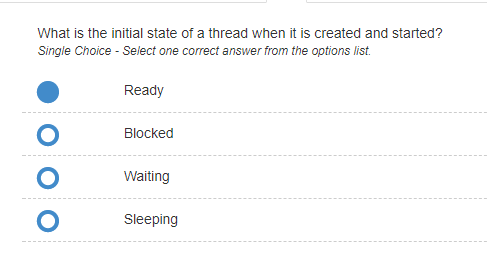 What is the initial state of a thread when it is created and started?
Single Choice - Select one correct answer from the options list.
Ready
Blocked
Waiting
Sleeping